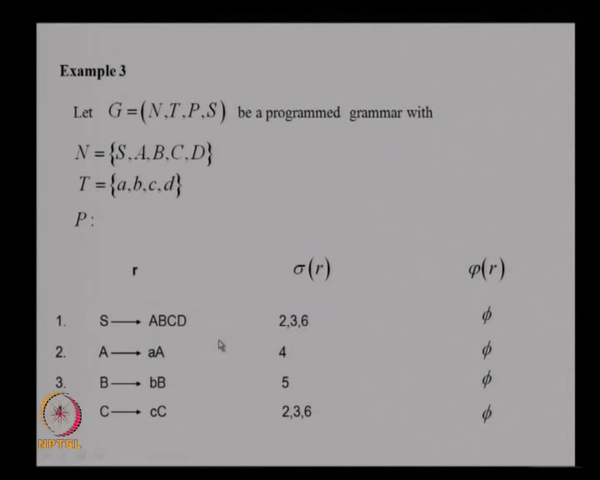 Example 3
Let G = (N,T,P,S) be a programmed grammar with
N = {S,A,B,C,D}
T = {a,b,c,d}
P :
r σ(r) φ(r)
1. S ⟶ ABCD 2,3,6 ϕ
2. A ⟶ aA 4 ϕ
3. B ⟶ bB 5 ϕ
C ⟶ cC 2,3,6 ϕ
NPTEL